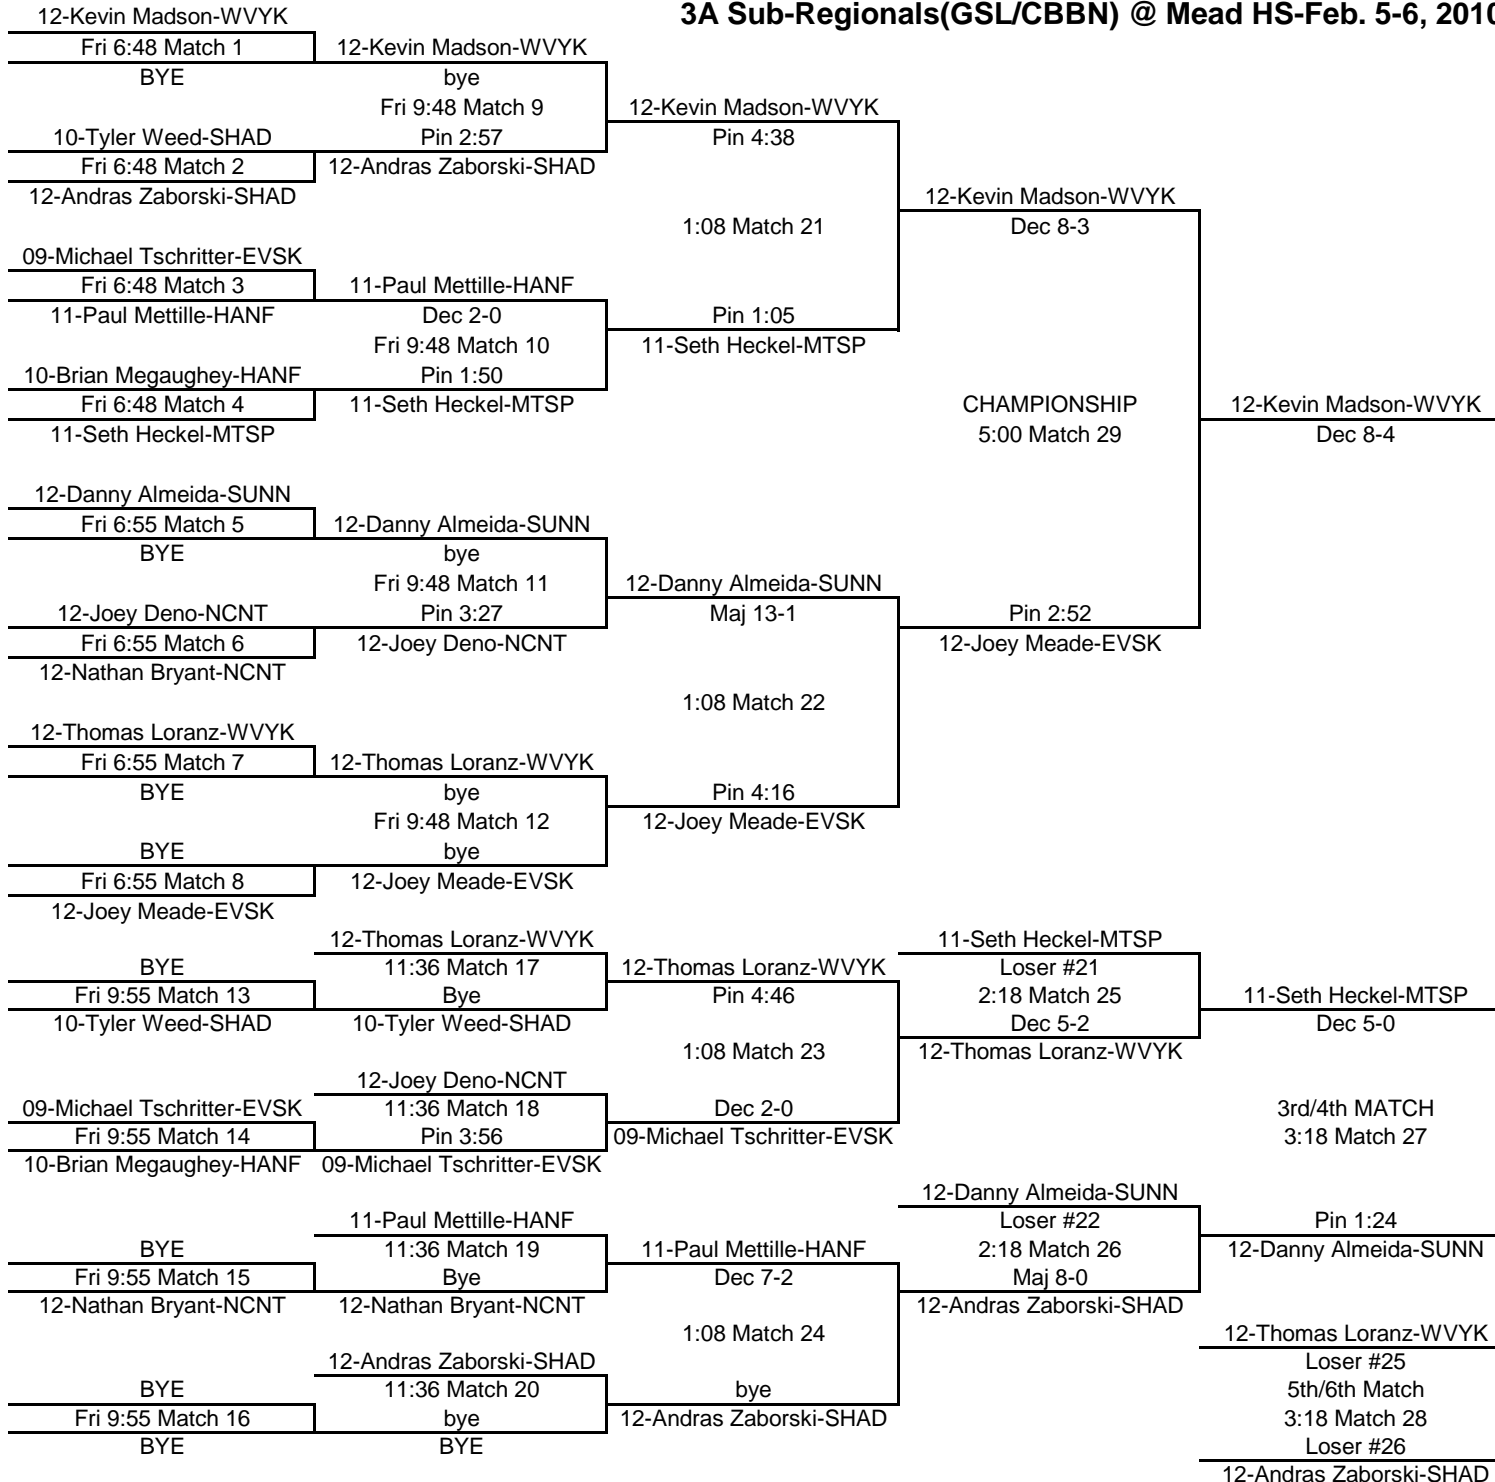 3A Sub-Regionals(GSL/CBBN) @ Mead HS-Feb. 5-6, 2010
12-Kevin Madson-WVYK
Fri 6:48 Match 1
BYE
10-Tyler Weed-SHAD
Fri 6:48 Match 2
12-Andras Zaborski-SHAD
09-Michael Tschritter-EVSK
Fri 6:48 Match 3
11-Paul Mettille-HANF
10-Brian Megaughey-HANF
Fri 6:48 Match 4
11-Seth Heckel-MTSP
12-Danny Almeida-SUNN
Fri 6:55 Match 5
BYE
12-Joey Deno-NCNT
Fri 6:55 Match 6
12-Nathan Bryant-NCNT
12-Thomas Loranz-WVYK
Fri 6:55 Match 7
BYE
BYE
Fri 6:55 Match 8
12-Joey Meade-EVSK
12-Kevin Madson-WVYK
bye
Fri 9:48 Match 9
Pin 2:57
12-Andras Zaborski-SHAD
11-Paul Mettille-HANF
Dec 2-0
Fri 9:48 Match 10
Pin 1:50
11-Seth Heckel-MTSP
12-Danny Almeida-SUNN
bye
Fri 9:48 Match 11
Pin 3:27
12-Joey Deno-NCNT
12-Thomas Loranz-WVYK
bye
Fri 9:48 Match 12
bye
12-Joey Meade-EVSK
12-Kevin Madson-WVYK
Pin 4:38
1:08 Match 21
Pin 1:05
11-Seth Heckel-MTSP
12-Danny Almeida-SUNN
Maj 13-1
1:08 Match 22
Pin 4:16
12-Joey Meade-EVSK
12-Kevin Madson-WVYK
Dec 8-3
CHAMPIONSHIP
5:00 Match 29
Pin 2:52
12-Joey Meade-EVSK
12-Kevin Madson-WVYK
Dec 8-4
BYE
Fri 9:55 Match 13
10-Tyler Weed-SHAD
09-Michael Tschritter-EVSK
Fri 9:55 Match 14
10-Brian Megaughey-HANF
BYE
Fri 9:55 Match 15
12-Nathan Bryant-NCNT
BYE
Fri 9:55 Match 16
BYE
12-Thomas Loranz-WVYK
11:36 Match 17
Bye
10-Tyler Weed-SHAD
12-Joey Deno-NCNT
11:36 Match 18
Pin 3:56
09-Michael Tschritter-EVSK
11-Paul Mettille-HANF
11:36 Match 19
Bye
12-Nathan Bryant-NCNT
12-Andras Zaborski-SHAD
11:36 Match 20
bye
BYE
12-Thomas Loranz-WVYK
Pin 4:46
1:08 Match 23
Dec 2-0
09-Michael Tschritter-EVSK
11-Paul Mettille-HANF
Dec 7-2
1:08 Match 24
bye
12-Andras Zaborski-SHAD
11-Seth Heckel-MTSP
Loser #21
2:18 Match 25
Dec 5-2
12-Thomas Loranz-WVYK
12-Danny Almeida-SUNN
Loser #22
2:18 Match 26
Maj 8-0
12-Andras Zaborski-SHAD
11-Seth Heckel-MTSP
Dec 5-0
3rd/4th MATCH
3:18 Match 27
Pin 1:24
12-Danny Almeida-SUNN
12-Thomas Loranz-WVYK
Loser #25
5th/6th Match
3:18 Match 28
Loser #26
12-Andras Zaborski-SHAD